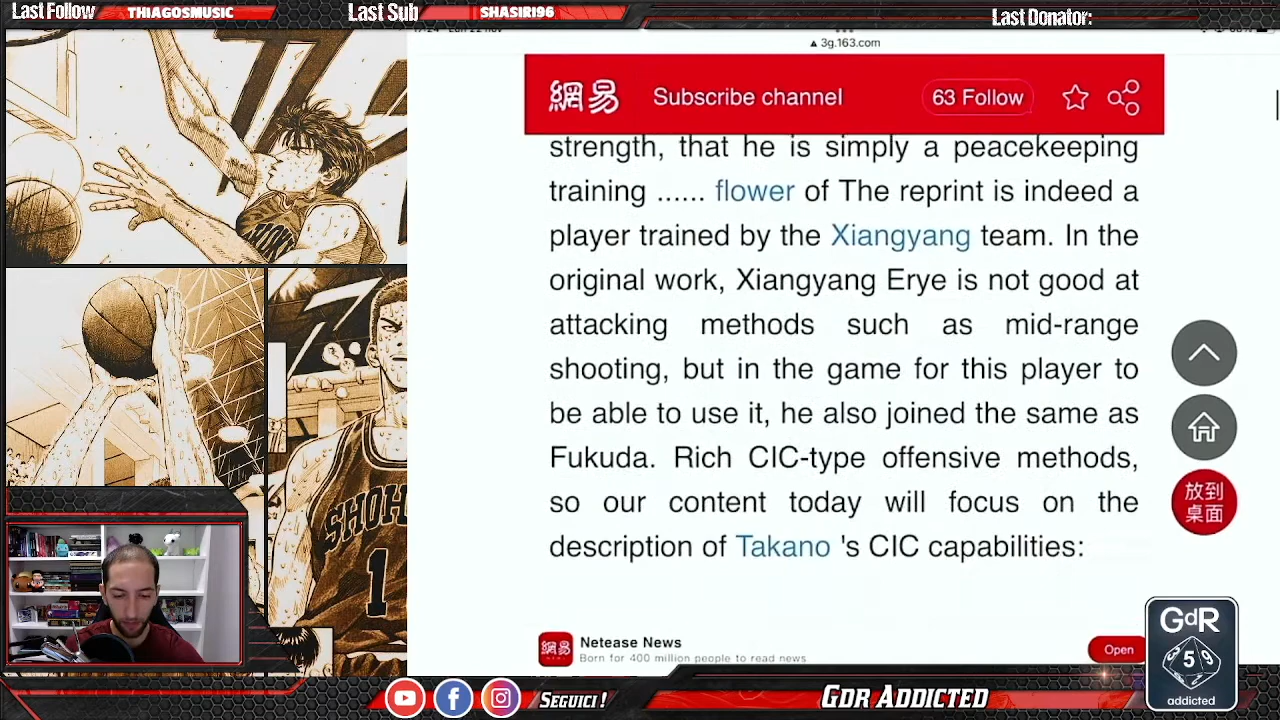 Last Follow
THIAGOSMUSIC
Last Sub
SHASIRI96
Last Donator:
3g.163.com
網易
Subscribe channel
63 Follow
strength, that he is simply a peacekeeping
training ...... flower of The reprint is indeed a
player trained by the Xiangyang team. In the
original work, Xiangyang Erye is not good at
attacking methods such as mid-range
shooting, but in the game for this player to
be able to use it, he also joined the same as
Fukuda. Rich CIC-type offensive methods,
so our content today will focus on the
description of Takano 's CIC capabilities:
放到
桌面
SHOH
1
網易
Netease News
Born for 400 million people to read news
Open
GdR
5
9
addicted
Seguici !
GdR Addicted